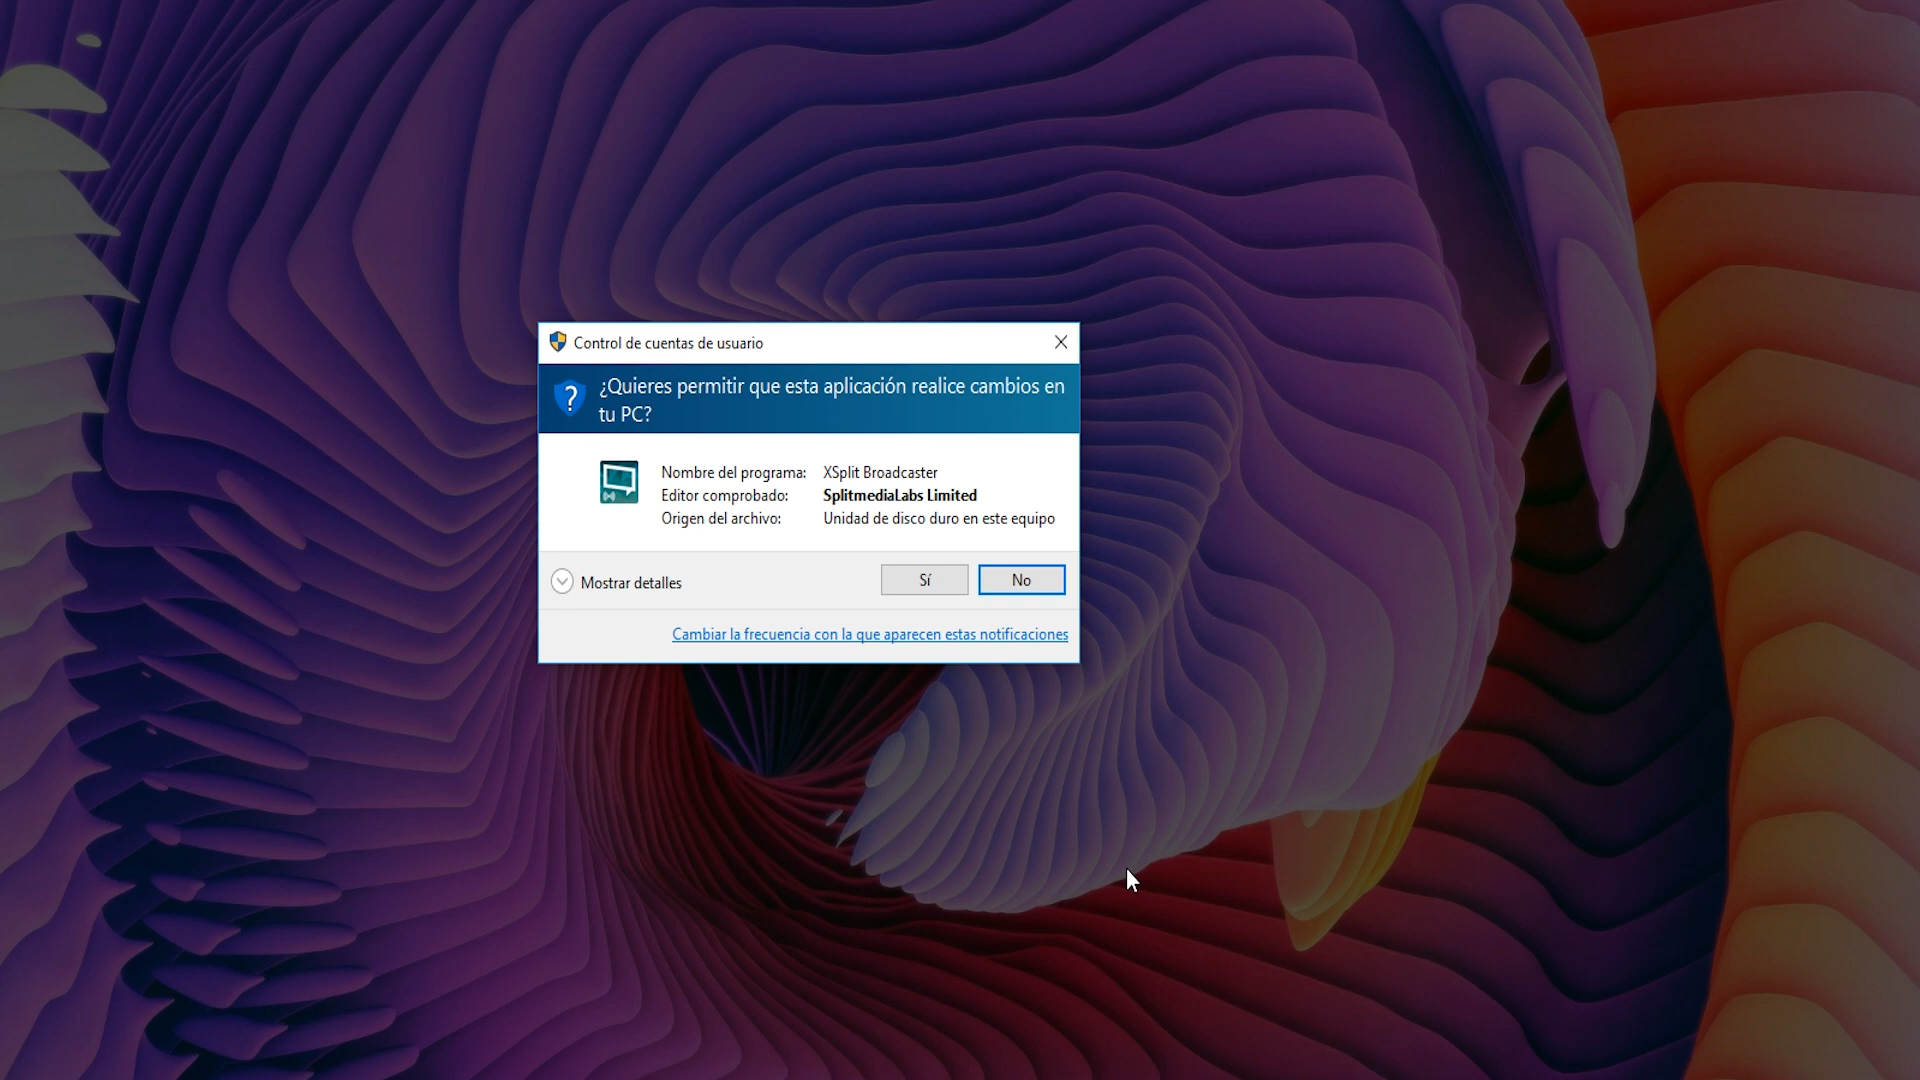 Control de cuentas de usuario
¿Quieres permitir que esta aplicación realice cambios en
tu PC?
Nombre del programa: XSplit Broadcaster
Editor comprobado: SplitmediaLabs Limited
Origen del archivo: Unidad de disco duro en este equipo
Mostrar detalles
Sí
No
Cambiar la frecuencia con la que aparecen estas notificaciones